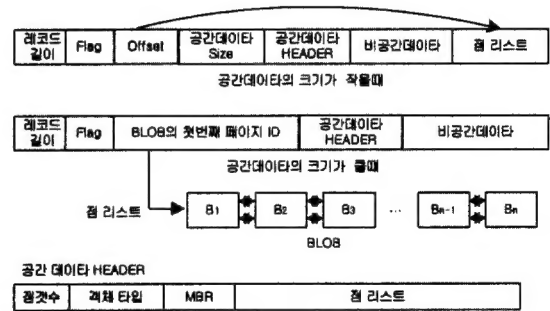 레코드 길이 Flag Offset 공간데이타 Size 공간데이타 HEADER 비공간데이타 점 리스트
공간데이타의 크기가 작을때
레코드 길이 Flag BLOB의 첫번째 페이지 ID 공간데이타 HEADER 비공간데이타
공간데이타의 크기가 클때
점 리스트 B1 B2 B3 ... Bn-1 Bn
BLOB
공간 데이타 HEADER
점갯수 객체 타입 MBR 점 리스트